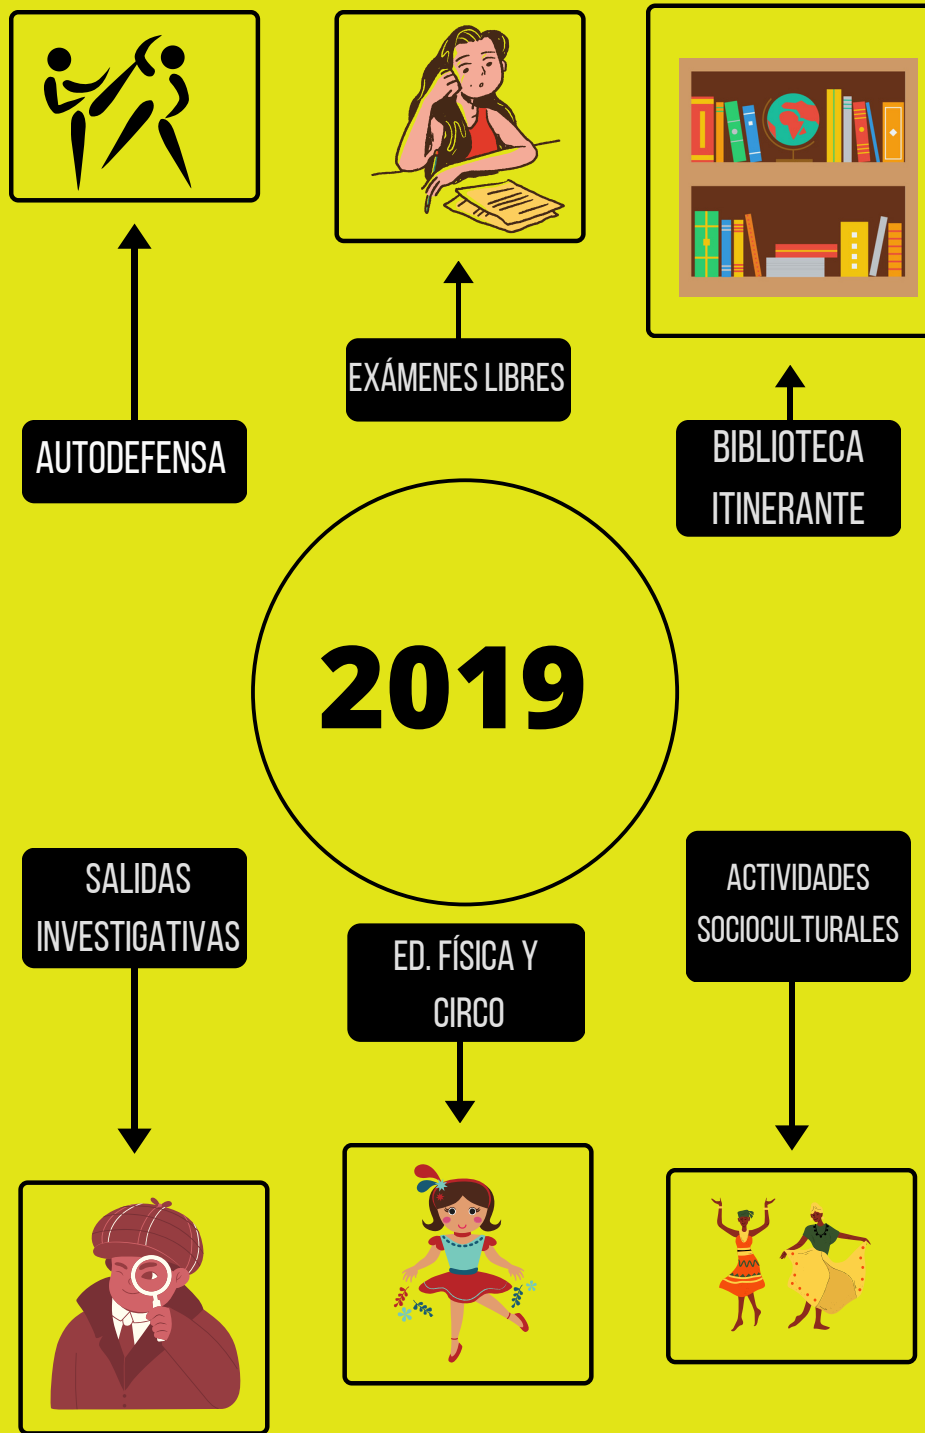 EXÁMENES LIBRES
AUTODEFENSA
BIBLIOTECA
ITINERANTE
2019
SALIDAS
INVESTIGATIVAS
ED. FÍSICA Y
CIRCO
ACTIVIDADES
SOCIOCULTURALES